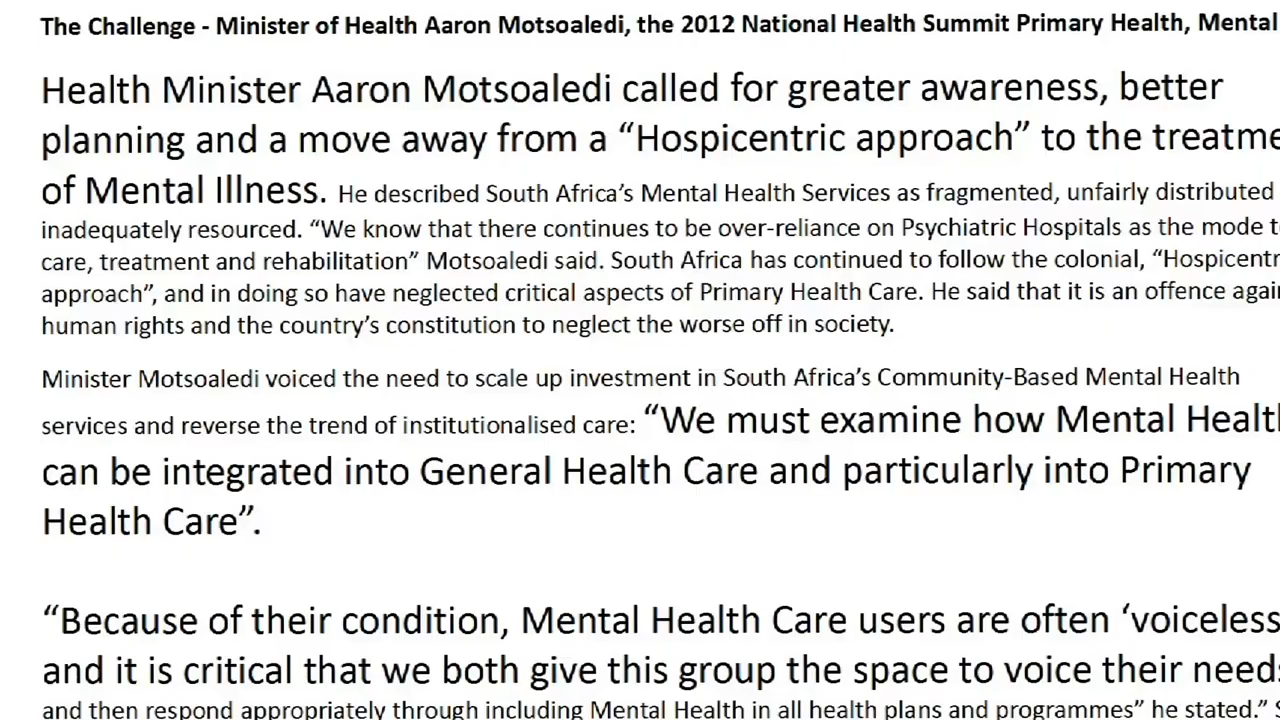 The Challenge - Minister of Health Aaron Motsoaledi, the 2012 National Health Summit Primary Health, Mental
Health Minister Aaron Motsoaledi called for greater awareness, better
planning and a move away from a “Hospicentric approach” to the treatme
of Mental Illness. He described South Africa’s Mental Health Services as fragmented, unfairly distributed
inadequately resourced. “We know that there continues to be over-reliance on Psychiatric Hospitals as the mode t
care, treatment and rehabilitation” Motsoaledi said. South Africa has continued to follow the colonial, “Hospicentr
approach”, and in doing so have neglected critical aspects of Primary Health Care. He said that it is an offence agai
human rights and the country’s constitution to neglect the worse off in society.
Minister Motsoaledi voiced the need to scale up investment in South Africa’s Community-Based Mental Health
services and reverse the trend of institutionalised care: “We must examine how Mental Health
can be integrated into General Health Care and particularly into Primary
Health Care”.
“Because of their condition, Mental Health Care users are often ‘voiceless
and it is critical that we both give this group the space to voice their needs
and then respond appropriately through including Mental Health in all health plans and programmes” he stated.”